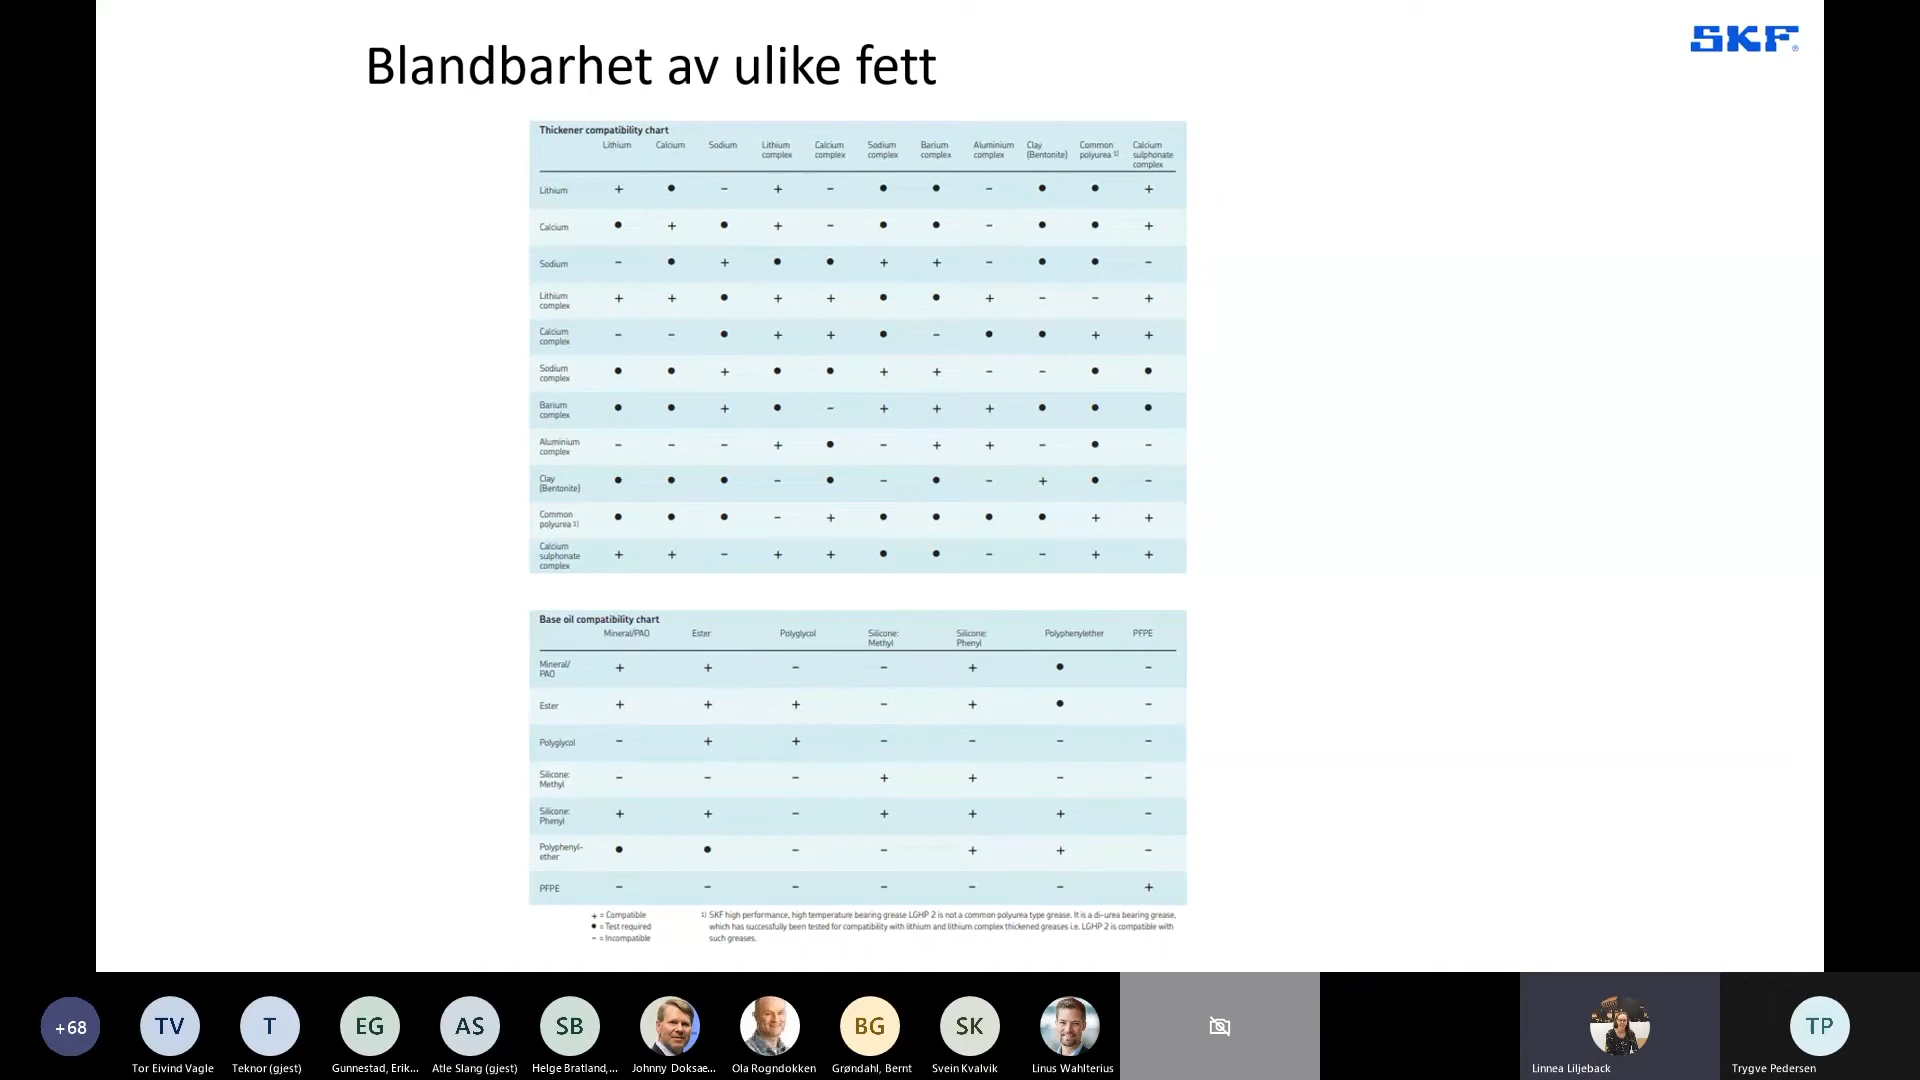 Blandbarhet av ulike fett
SKF®
Thickener compatibility chart
Lithium Calcium Sodium Lithium complex Calcium complex Sodium complex Barium complex Aluminium complex Clay (Bentonite) Common polyurea 1) Calcium sulphonate complex
Lithium + ● − + − ● ● − ● ● +
Calcium ● + ● + − ● ● − ● ● +
Sodium − ● + ● ● + + − ● ● −
Lithium complex + + ● + + ● ● + − − +
Calcium complex − − ● + + ● − ● ● + +
Sodium complex ● ● + ● ● + + − − ● ●
Barium complex ● ● + ● − + + + ● ● ●
Aluminium complex − − − + ● − + + − ● −
Clay (Bentonite) ● ● ● − ● − ● − + ● −
Common polyurea 1) ● ● ● − + ● ● ● ● + +
Calcium sulphonate complex + + − + + ● ● − − + +
Base oil compatibility chart
Mineral/PAO Ester Polyglycol Silicone: Methyl Silicone: Phenyl Polyphenylether PFPE
Mineral/ PAO + + − − + ● −
Ester + + + − + ● −
Polyglycol − + + − − − −
Silicone: Methyl − − − + + − −
Silicone: Phenyl + + − + + + −
Polyphenyl-ether ● ● − − + + −
PFPE − − − − − − +
+ = Compatible
● = Test required
− = Incompatible
1) SKF high performance, high temperature bearing grease LGHP 2 is not a common polyurea type grease. It is a di-urea bearing grease,
which has successfully been tested for compatibility with lithium and lithium complex thickened greases i.e. LGHP 2 is compatible with
such greases.
+68
TV
T
EG
AS
SB
BG
SK
TP
Tor Eivind Vagle
Teknor (gjest)
Gunnestad, Erik...
Atle Slang (gjest)
Helge Bratland,...
Johnny Doksae...
Ola Rogndokken
Grøndahl, Bernt
Svein Kvalvik
Linus Wahlterius
Linnea Liljeback
Trygve Pedersen